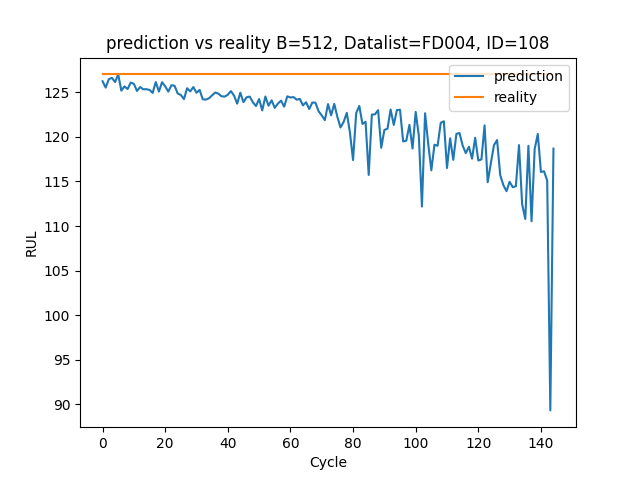 prediction vs reality B=512, Datalist=FD004, ID=108
prediction
reality
RUL
125
120
115
110
105
100
95
90
0 20 40 60 80 100 120 140
Cycle